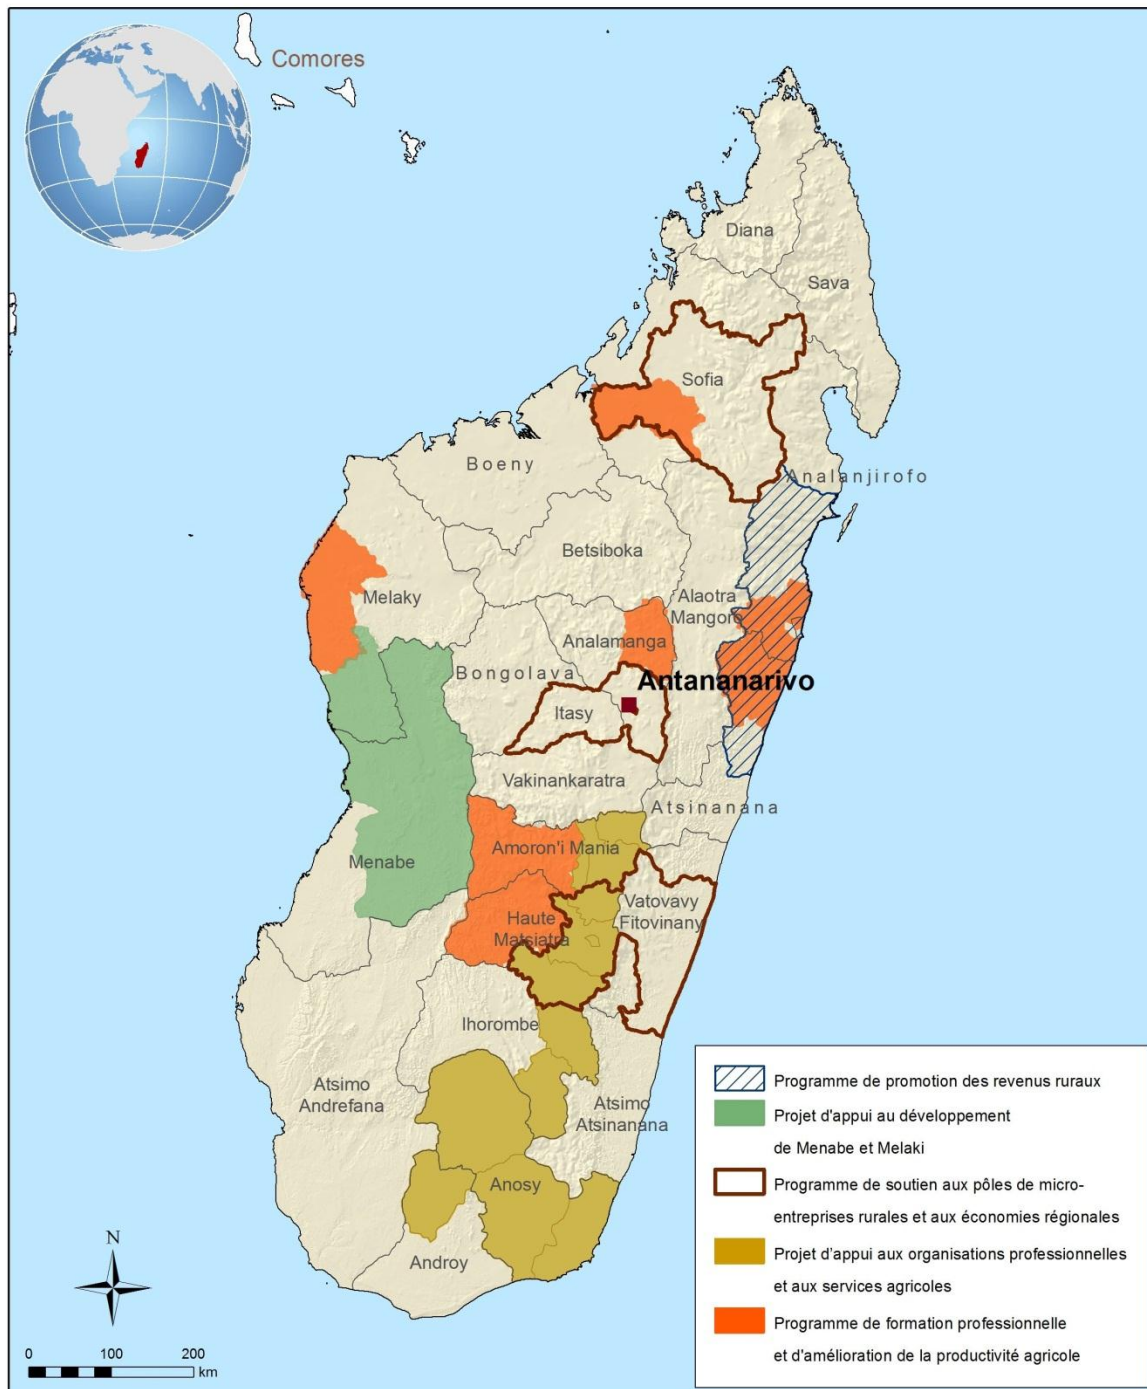 Comores
Diana
Sava
Sofia
Boeny
Analanjirofo
Betsiboka
Melaky
Alaotra
Mangoro
Analamanga
Bongolava
Antananarivo
Itasy
Vakinankaratra
Atsinanana
Amoron'i Mania
Menabe
Vatovavy
Fitovinany
Haute
Matsiatra
Ihorombe
Atsimo
Andrefana
Atsimo
Atsinanana
Anosy
Androy
N
0 100 200
km
Programme de promotion des revenus ruraux
Projet d'appui au développement
de Menabe et Melaki
Programme de soutien aux pôles de micro-
entreprises rurales et aux économies régionales
Projet d'appui aux organisations professionnelles
et aux services agricoles
Programme de formation professionnelle
et d'amélioration de la productivité agricole